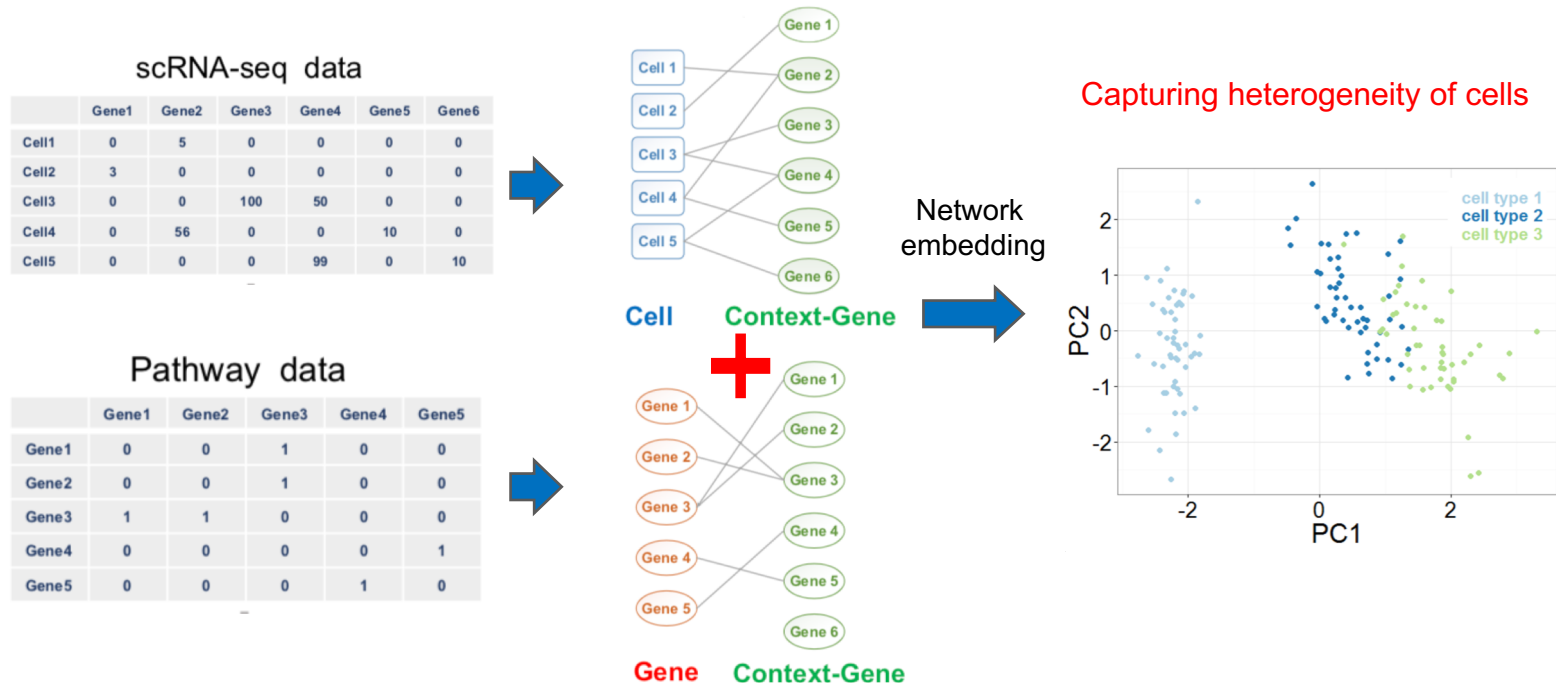 scRNA-seq data
Gene1 Gene2 Gene3 Gene4 Gene5 Gene6
Cell1 0 5 0 0 0 0
Cell2 3 0 0 0 0 0
Cell3 0 0 100 50 0 0
Cell4 0 56 0 0 10 0
Cell5 0 0 0 99 0 10
Pathway data
Gene1 Gene2 Gene3 Gene4 Gene5
Gene1 0 0 1 0 0
Gene2 0 0 1 0 0
Gene3 1 1 0 0 0
Gene4 0 0 0 0 1
Gene5 0 0 0 1 0
Cell 1
Cell 2
Cell 3
Cell 4
Cell 5
Gene 1
Gene 2
Gene 3
Gene 4
Gene 5
Gene 6
Cell Context-Gene
Gene 1
Gene 2
Gene 3
Gene 4
Gene 5
Gene 1
Gene 2
Gene 3
Gene 4
Gene 5
Gene 6
Gene Context-Gene
Network
embedding
Capturing heterogeneity of cells
cell type 1
cell type 2
cell type 3
PC2
2
1
0
-1
-2
-2 0 2
PC1